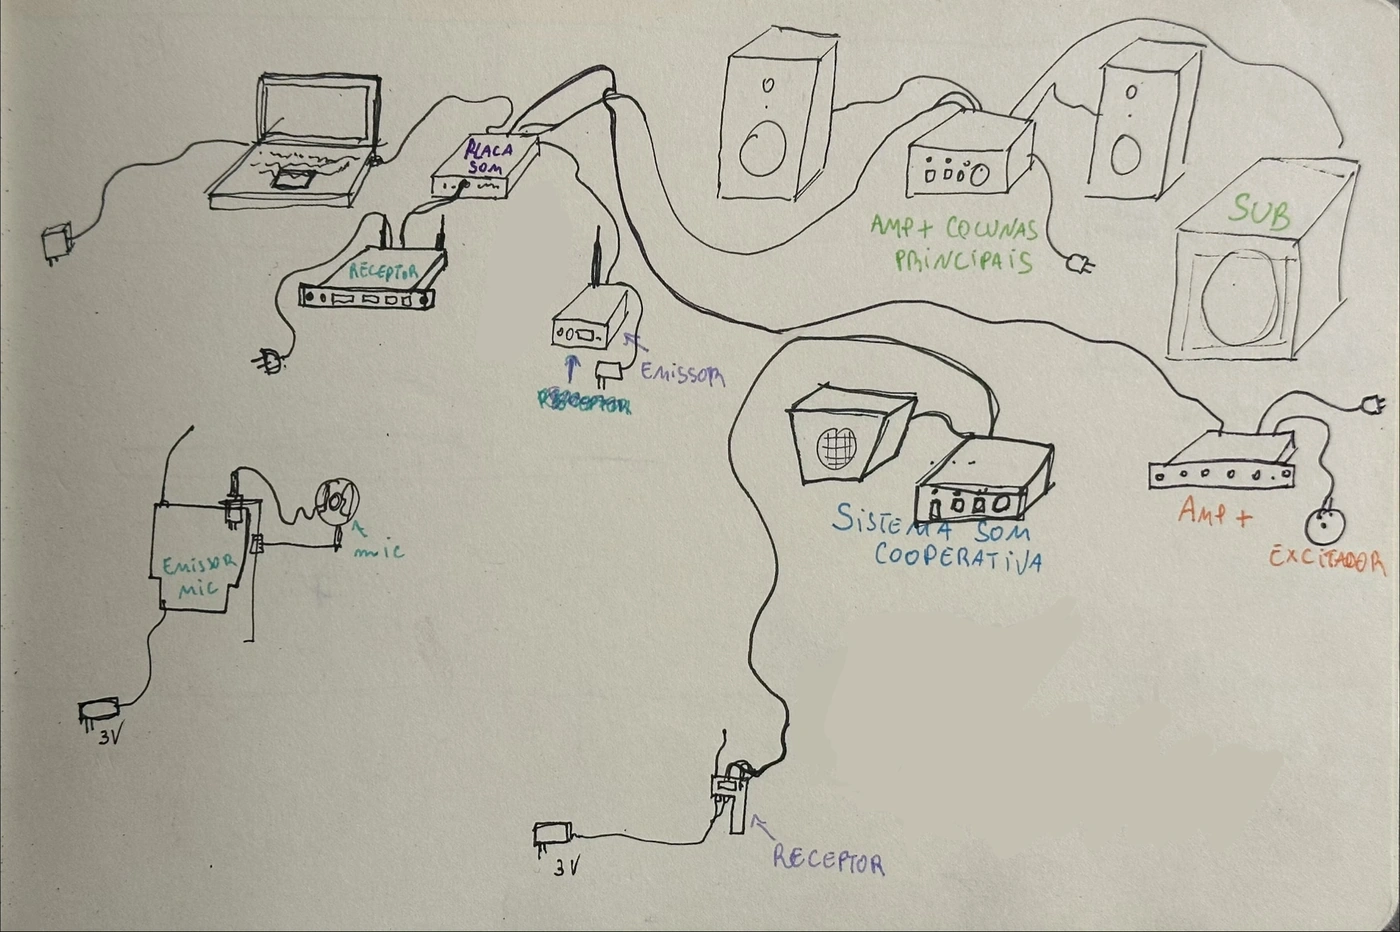 PLACA
SOM
RECEPTOR
AMP + COLUNAS
PRINCIPAIS
SUB
EMISSOR
RECEPTOR
EMISSOR
MIC
mic
3V
SISTEMA SOM
COOPERATIVA
AMP +
EXCITADOR
3V
RECEPTOR